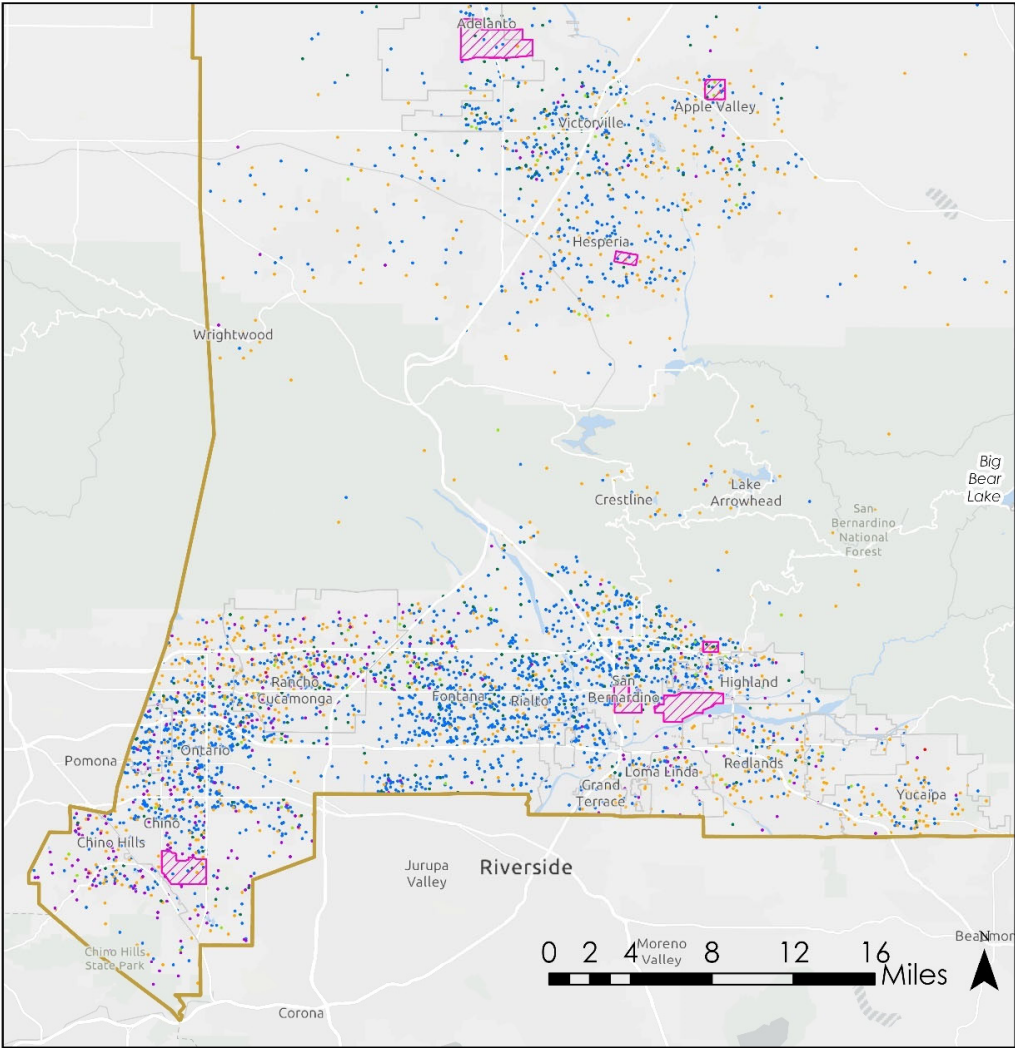 Adelanto
Apple Valley
Victorville
Hesperia
Wrightwood
Big
Bear
Lake
Lake
Arrowhead
Crestline
San
Bernardino
National
Forest
Rancho
Cucamonga
San
Bernardino
Highland
Fontana
Rialto
Ontario
Pomona
Loma Linda
Redlands
Grand
Terrace
Yucaipa
Chino
Chino Hills
Jurupa
Valley
Riverside
Chino Hills
State Park
Moreno
Valley
0 2 4 8 12 16
Miles
N
Corona